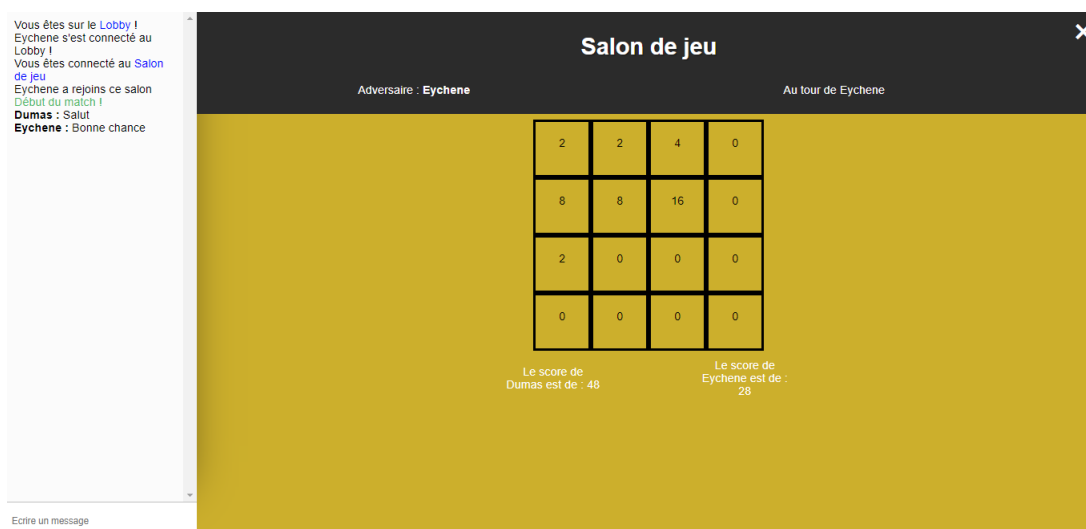 Vous êtes sur le Lobby !
Eychene s'est connecté au
Lobby !
Vous êtes connecté au Salon
de jeu
Eychene a rejoins ce salon
Début du match !
Dumas : Salut
Eychene : Bonne chance
Ecrire un message
Salon de jeu
×
Adversaire : Eychene
Au tour de Eychene
2 2 4 0
8 8 16 0
2 0 0 0
0 0 0 0
Le score de
Dumas est de : 48
Le score de
Eychene est de :
28